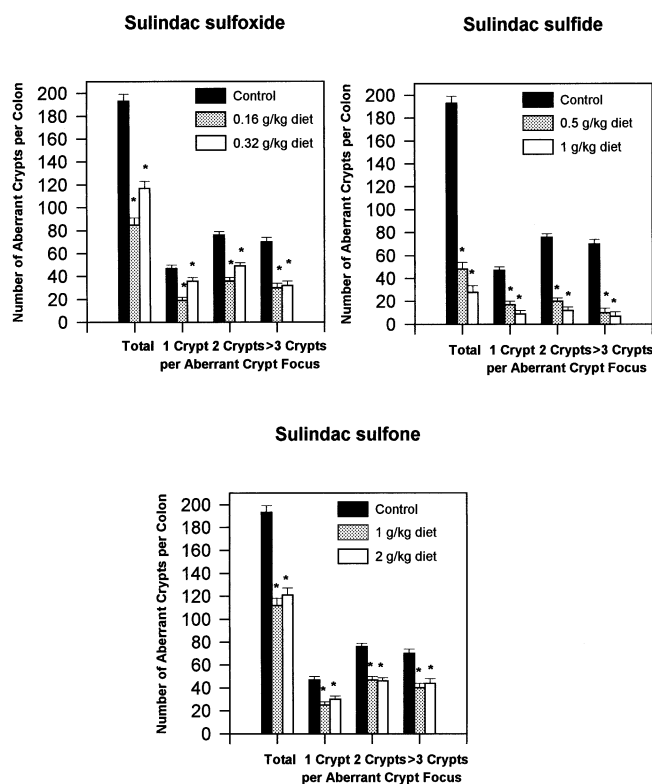 Sulindac sulfoxide
Number of Aberrant Crypts per Colon
200
180
160
140
120
100
80
60
40
20
0
Control
0.16 g/kg diet
0.32 g/kg diet
*
*
*
*
*
*
*
*
Total 1 Crypt 2 Crypts >3 Crypts
per Aberrant Crypt Focus
Sulindac sulfide
Number of Aberrant Crypts per Colon
200
180
160
140
120
100
80
60
40
20
0
Control
0.5 g/kg diet
1 g/kg diet
*
*
*
*
*
*
*
*
Total 1 Crypt 2 Crypts >3 Crypts
per Aberrant Crypt Focus
Sulindac sulfone
Number of Aberrant Crypts per Colon
200
180
160
140
120
100
80
60
40
20
0
Control
1 g/kg diet
2 g/kg diet
*
*
*
*
*
*
*
*
Total 1 Crypt 2 Crypts >3 Crypts
per Aberrant Crypt Focus